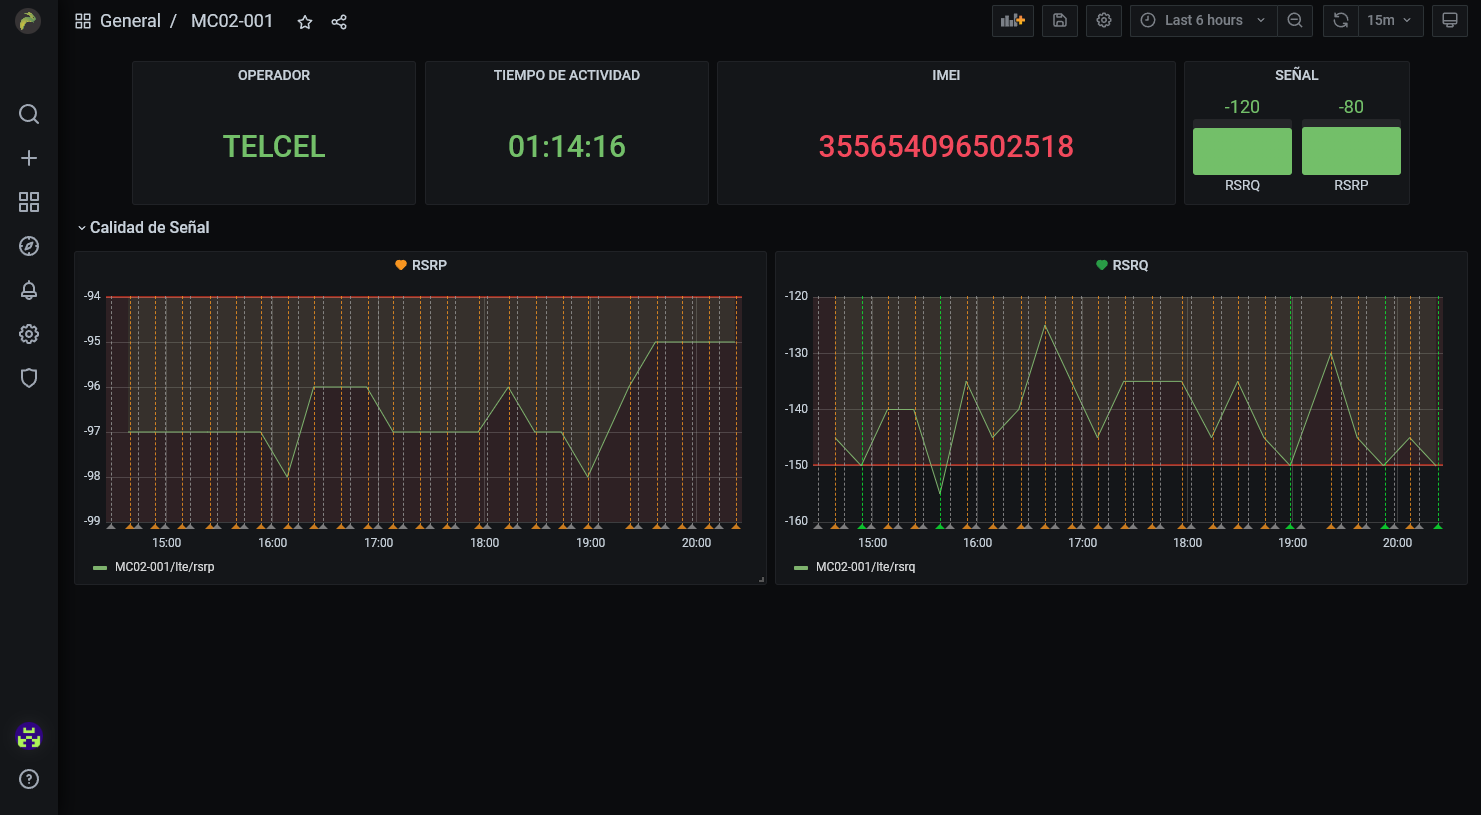 General / MC02-001
Last 6 hours
15m
OPERADOR
TELCEL
TIEMPO DE ACTIVIDAD
01:14:16
IMEI
355654096502518
SEÑAL
-120 -80
RSRQ RSRP
Calidad de Señal
RSRP
-94
-95
-96
-97
-98
-99
15:00 16:00 17:00 18:00 19:00 20:00
MC02-001/lte/rsrp
RSRQ
-120
-130
-140
-150
-160
15:00 16:00 17:00 18:00 19:00 20:00
MC02-001/lte/rsrq